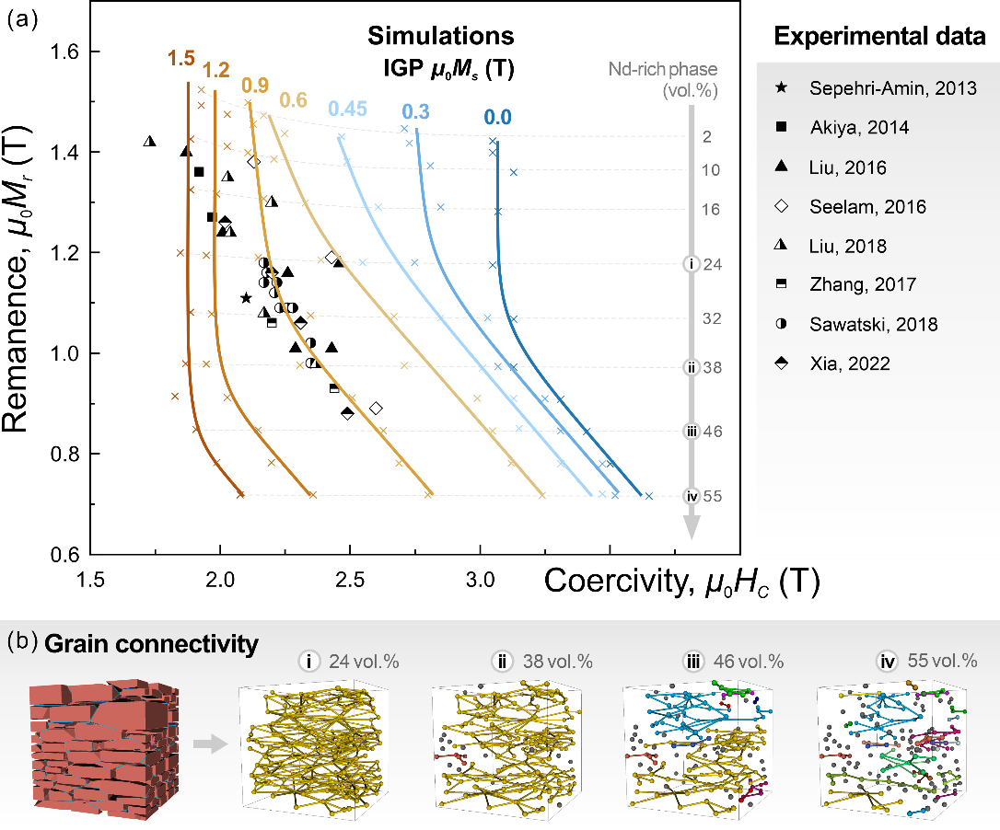 (a)
Simulations
IGP μ₀Mₛ (T)
1.5
1.2
0.9
0.6
0.45
0.3
0.0
Nd-rich phase
(vol.%)
2
10
16
i 24
32
ii 38
46
iii 46
iv 55
Remanence, μ₀Mᵣ (T)
1.6
1.4
1.2
1.0
0.8
0.6
1.5
2.0
2.5
3.0
Coercivity, μ₀H_C (T)
Experimental data
Sepehri-Amin, 2013
Akiya, 2014
Liu, 2016
Seelam, 2016
Liu, 2018
Zhang, 2017
Sawatski, 2018
Xia, 2022
(b) Grain connectivity
i 24 vol.%
ii 38 vol.%
iii 46 vol.%
iv 55 vol.%